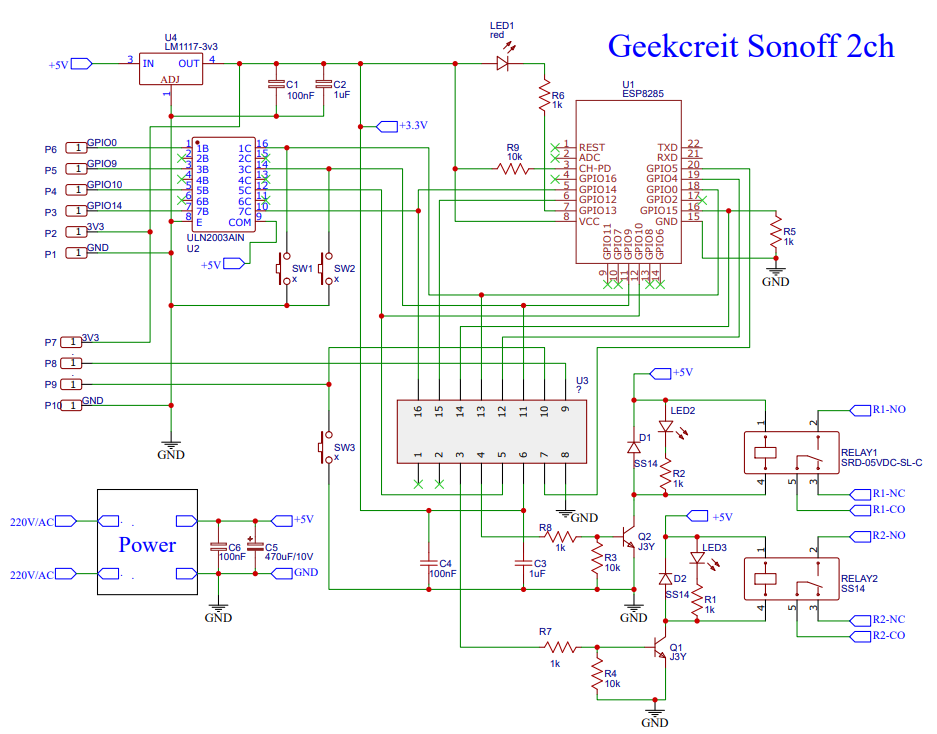 Geekcreit Sonoff 2ch
U4
LM1117-3v3
+5V
3
IN
OUT
4
ADJ
1
C1
100nF
C2
1uF
LED1
red
R6
1k
+3.3V
R9
10k
U1
ESP8285
1
REST
TXD
22
2
ADC
RXD
21
3
CH-PD
GPIO5
20
4
GPIO16
GPIO4
19
5
GPIO14
GPIO0
18
6
GPIO12
GPIO2
17
7
GPIO13
GPIO15
16
8
VCC
GND
15
GPIO11
GPIO7
GPIO9
GPIO10
GPIO8
GPIO6
9
10
11
12
13
14
R5
1k
GND
P6
1
GPIO0
P5
1
GPIO9
P4
1
GPIO10
P3
1
GPIO14
P2
1
3V3
P1
1
GND
1
1B
1C
16
2
2B
2C
15
3
3B
3C
14
4
4B
4C
13
5
5B
5C
12
6
6B
6C
11
7
7B
7C
10
8
E
COM
9
ULN2003AIN
U2
+5V
SW1
x
SW2
x
P7
1
3V3
P8
1
P9
1
P10
1
GND
GND
SW3
x
U3
?
16
15
14
13
12
11
10
9
1
2
3
4
5
6
7
8
GND
+5V
LED2
D1
SS14
R2
1k
1
2
4
5
3
RELAY1
SRD-05VDC-SL-C
R1-NO
R1-NC
R1-CO
220V/AC
220V/AC
Power
+5V
GND
C6
100nF
+
C5
470uF/10V
GND
C4
100nF
C3
1uF
R8
1k
R3
10k
Q2
J3Y
GND
+5V
LED3
D2
SS14
R1
1k
1
2
4
5
3
RELAY2
SS14
R2-NO
R2-NC
R2-CO
R7
1k
R4
10k
Q1
J3Y
GND